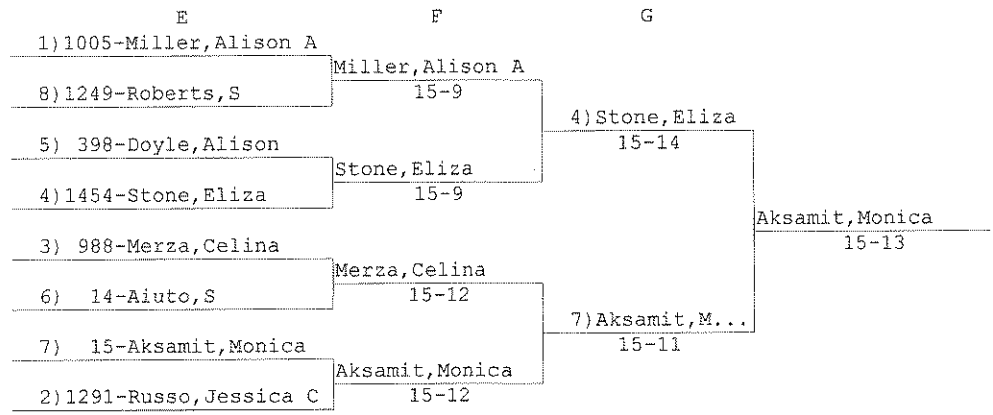 E F G
1)1005-Miller,Alison A
Miller,Alison A
15-9
8)1249-Roberts,S
4)Stone,Eliza
15-14
5) 398-Doyle,Alison
Stone,Eliza
15-9
4)1454-Stone,Eliza
Aksamit,Monica
15-13
3) 988-Merza,Celina
Merza,Celina
15-12
6) 14-Aiuto,S
7)Aksamit,M...
15-11
7) 15-Aksamit,Monica
Aksamit,Monica
15-12
2)1291-Russo,Jessica C